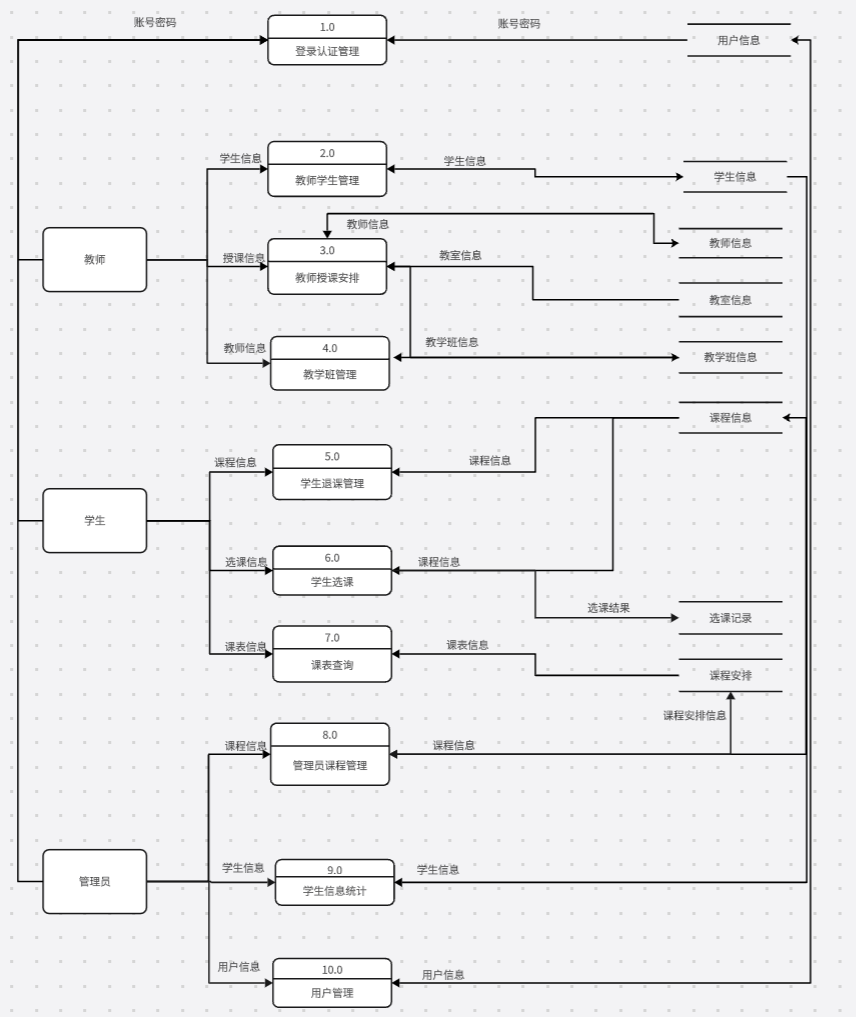 账号密码
1.0
登录认证管理
账号密码
用户信息
学生信息
2.0
教师学生管理
学生信息
学生信息
教师信息
教师信息
教师
授课信息
3.0
教师授课安排
教室信息
教室信息
教师信息
4.0
教学班管理
教学班信息
教学班信息
课程信息
课程信息
5.0
学生退课管理
课程信息
学生
选课信息
6.0
学生选课
课程信息
选课结果
选课记录
课表信息
7.0
课表查询
课表信息
课程安排
课程安排信息
课程信息
8.0
管理员课程管理
课程信息
管理员
学生信息
9.0
学生信息统计
学生信息
用户信息
10.0
用户管理
用户信息